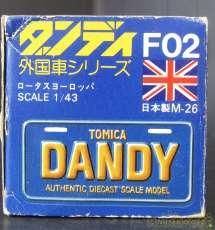 ダンディ
F02
外国車シリーズ
ロータスヨーロッパ
SCALE 1/43
日本製M-26
TOMICA
DANDY
AUTHENTIC DIECAST SCALE MODEL